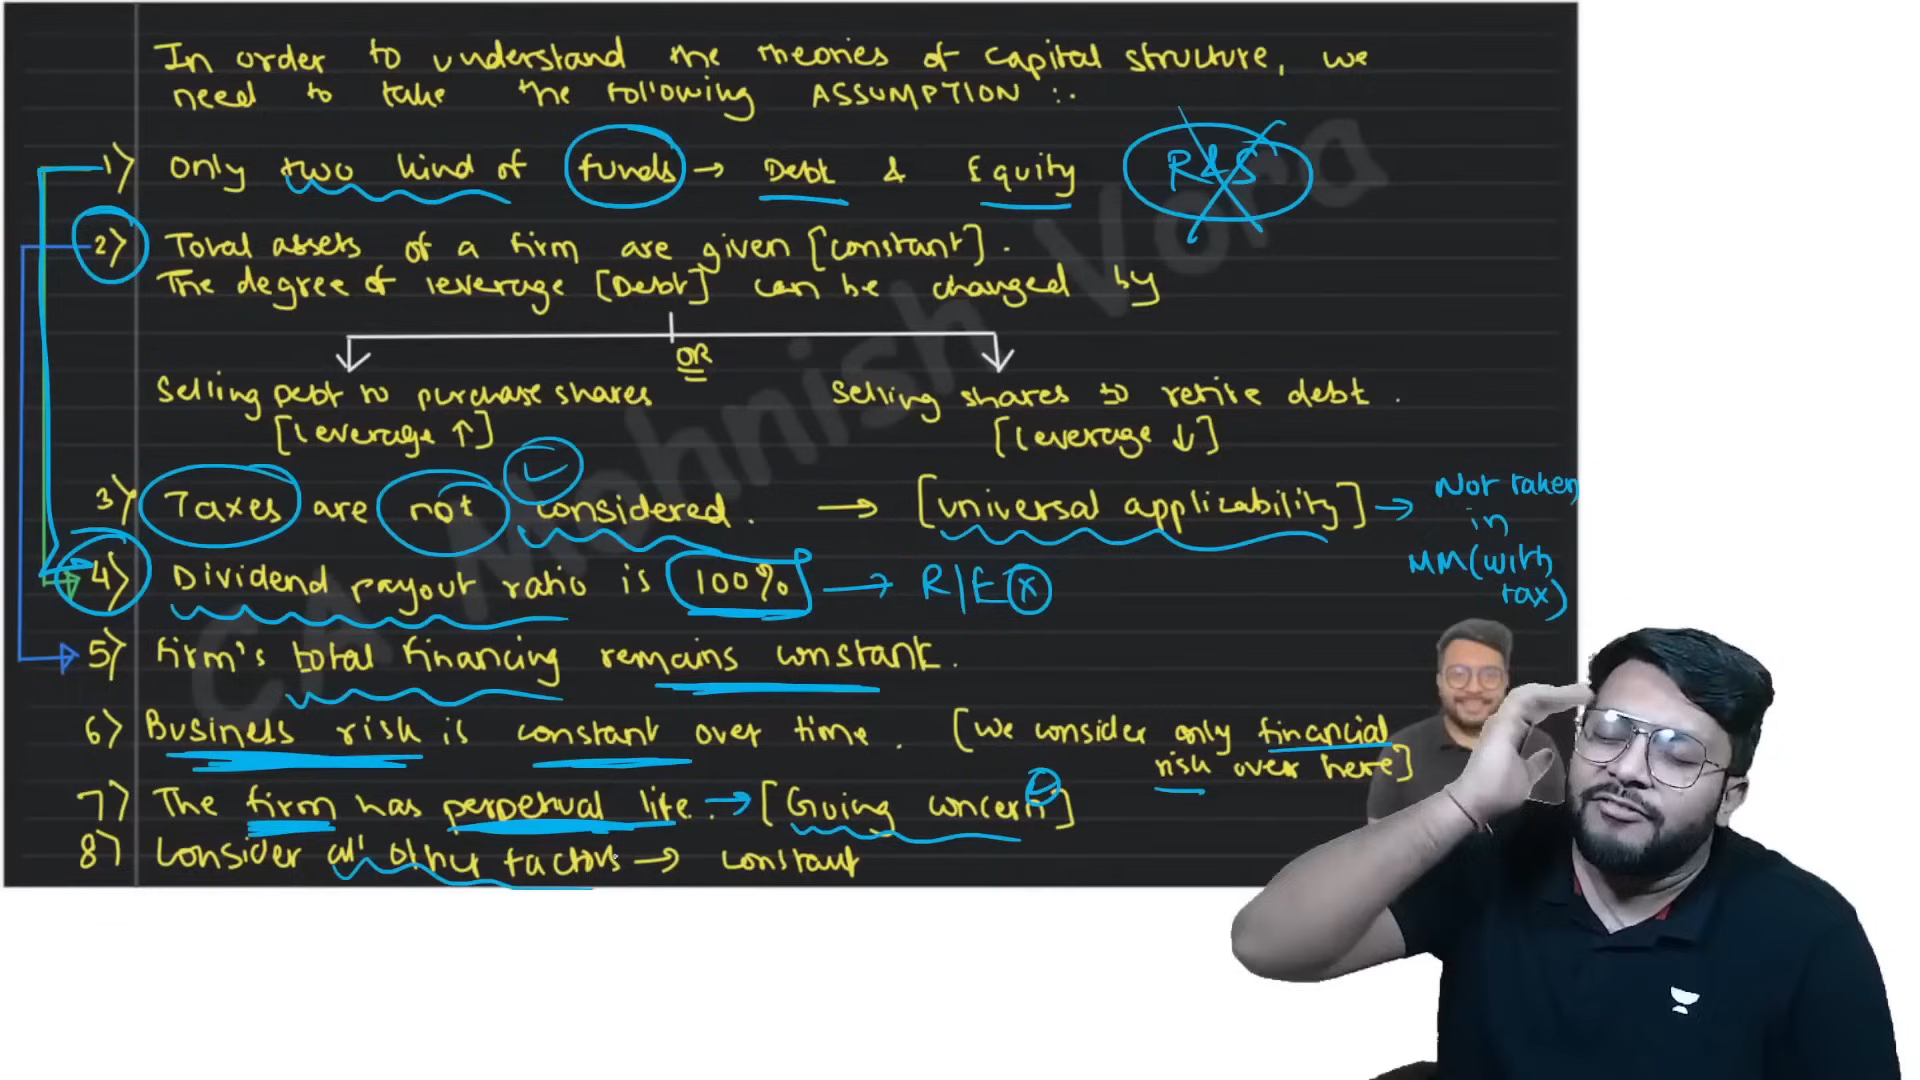 In order to understand the theories of capital structure, we
need to take the following ASSUMPTION :.
1) Only two kind of funds → Debt & Equity R&S
2) Total assets of a firm are given [constant].
The degree of leverage [Debt] can be changed by
OR
Selling Debt to purchase shares
[leverage ↑]
Selling shares to retire debt.
[leverage ↓]
3) Taxes are not considered. → [universal applicability] → Not taken
in
MM(with
tax)
4) Dividend payout ratio is 100% → R/E (x)
5) Firm's total financing remains constant.
6) Business risk is constant over time. [we consider only financial
risk over here]
7) The firm has perpetual life. → [Going concern]
8) Consider all other factors → constant
CA Mohnish Vora